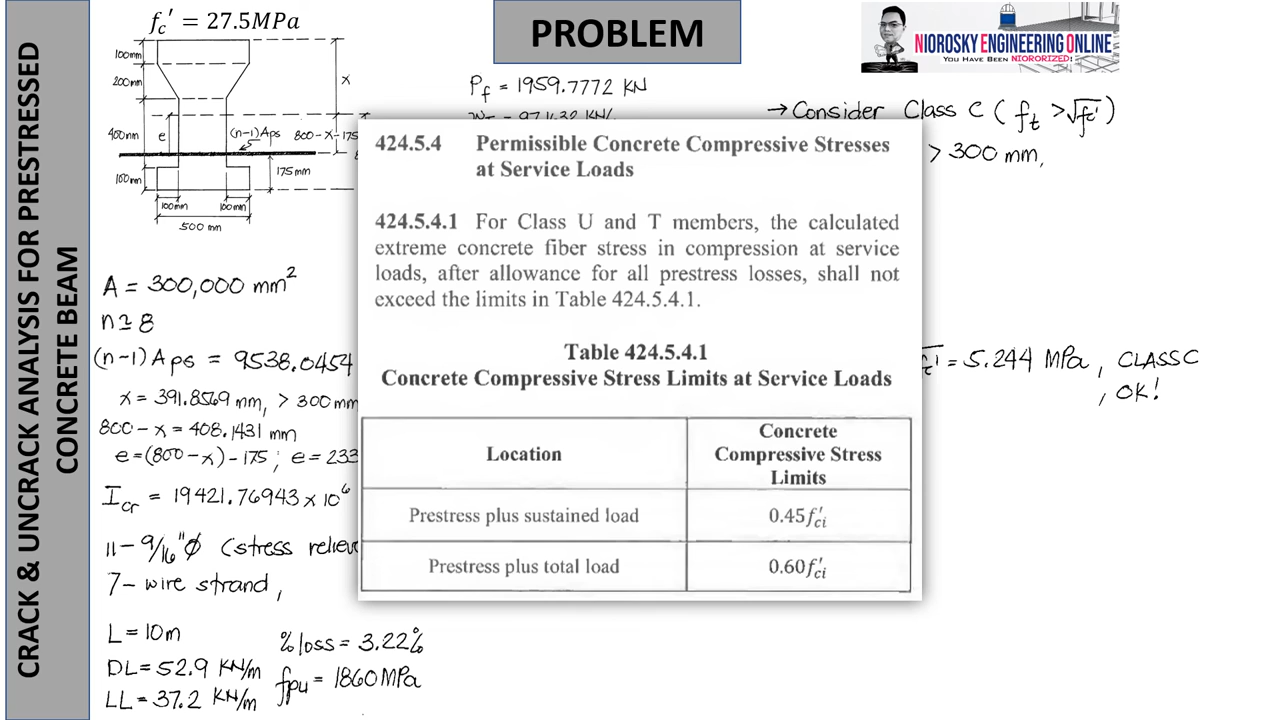 CRACK & UNCRACK ANALYSIS FOR PRESTRESSED
CONCRETE BEAM
fc' = 27.5MPa
PROBLEM
NIOROSKY ENGINEERING ONLINE
YOU HAVE BEEN NIORORIZED!
100mm
200mm
400mm
100mm
x
e
(n-1)Aps
800-x-175
175mm
100mm
100mm
500mm
Pf = 1959.7772 KN
→ Consider Class C (ft > √fc')
> 300 mm,
A = 300,000 mm²
n ≃ 8
(n-1)Aps = 9538.0454
x = 391.8569 mm, > 300 mm
800 - x = 408.1431 mm
e = (800 - x) - 175 ; e = 233
Icr = 19421.76943 x 10⁶
11 - 9/16"Ø (stress relieve
7 - wire strand,
L = 10m
DL = 52.9 KN/m
LL = 37.2 KN/m
% loss = 3.22%
fpu = 1860 MPa
424.5.4 Permissible Concrete Compressive Stresses
at Service Loads
424.5.4.1 For Class U and T members, the calculated
extreme concrete fiber stress in compression at service
loads, after allowance for all prestress losses, shall not
exceed the limits in Table 424.5.4.1.
Table 424.5.4.1
Concrete Compressive Stress Limits at Service Loads
Location
Concrete
Compressive Stress
Limits
Prestress plus sustained load
0.45f'ci
Prestress plus total load
0.60f'ci
= 5.244 MPa, CLASS C
, OK!